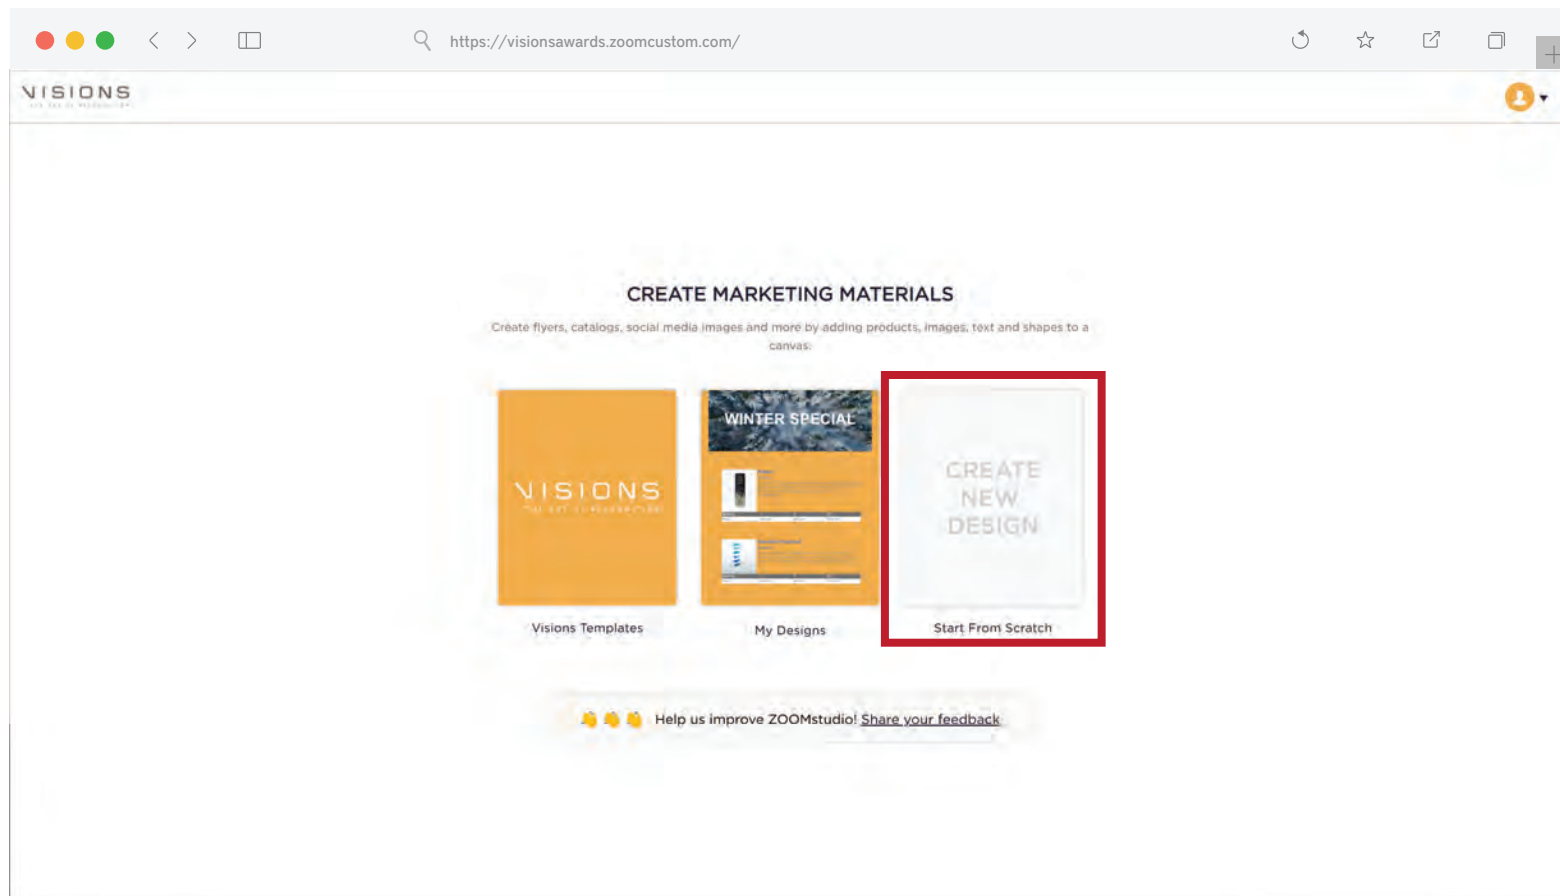 https://visionsawards.zoomcustom.com/
VISIONS
CREATE MARKETING MATERIALS
Create flyers, catalogs, social media images and more by adding products, images, text and shapes to a
canvas.
VISIONS
WINTER SPECIAL
CREATE
NEW
DESIGN
Visions Templates
My Designs
Start From Scratch
Help us improve ZOOMstudio! Share your feedback